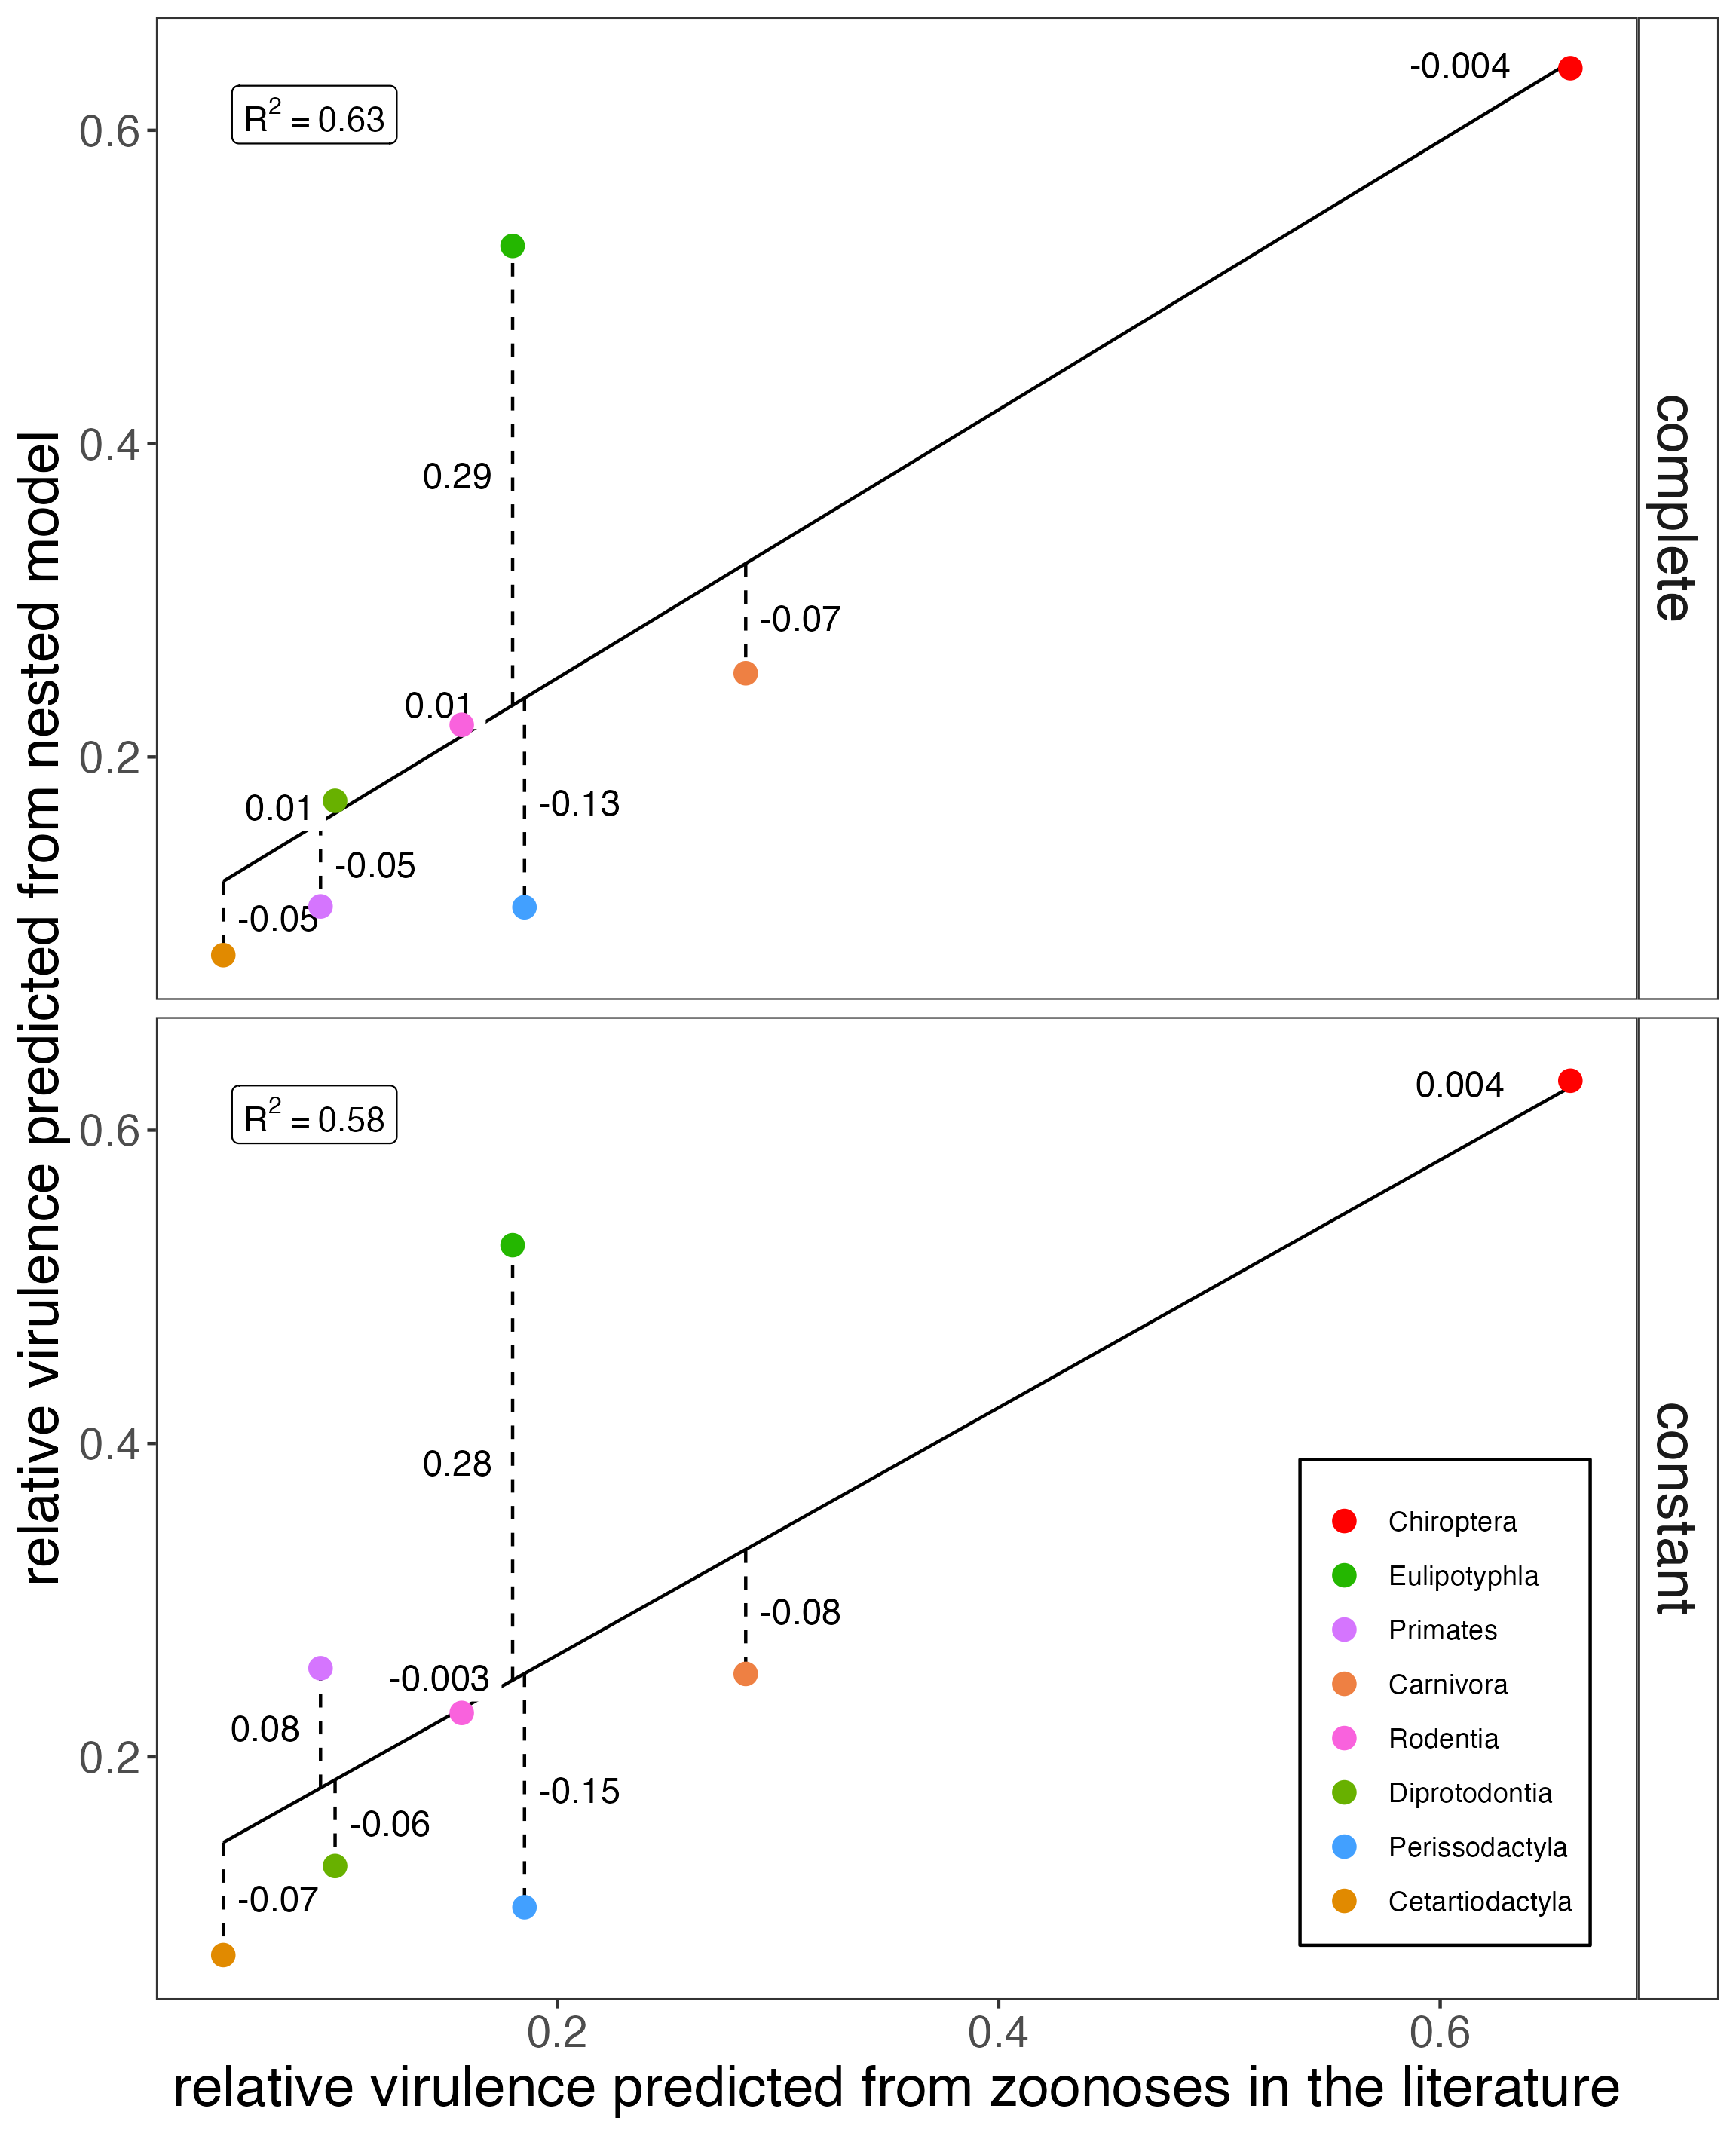 relative virulence predicted from nested model
R² = 0.63
-0.004
0.6
0.4
0.2
0.29
-0.07
0.01
-0.13
0.01
-0.05
-0.05
complete
R² = 0.58
0.004
0.6
0.4
0.2
0.28
-0.08
-0.003
0.08
-0.15
-0.06
-0.07
constant
Chiroptera
Eulipotyphla
Primates
Carnivora
Rodentia
Diprotodontia
Perissodactyla
Cetartiodactyla
0.2 0.4 0.6
relative virulence predicted from zoonoses in the literature